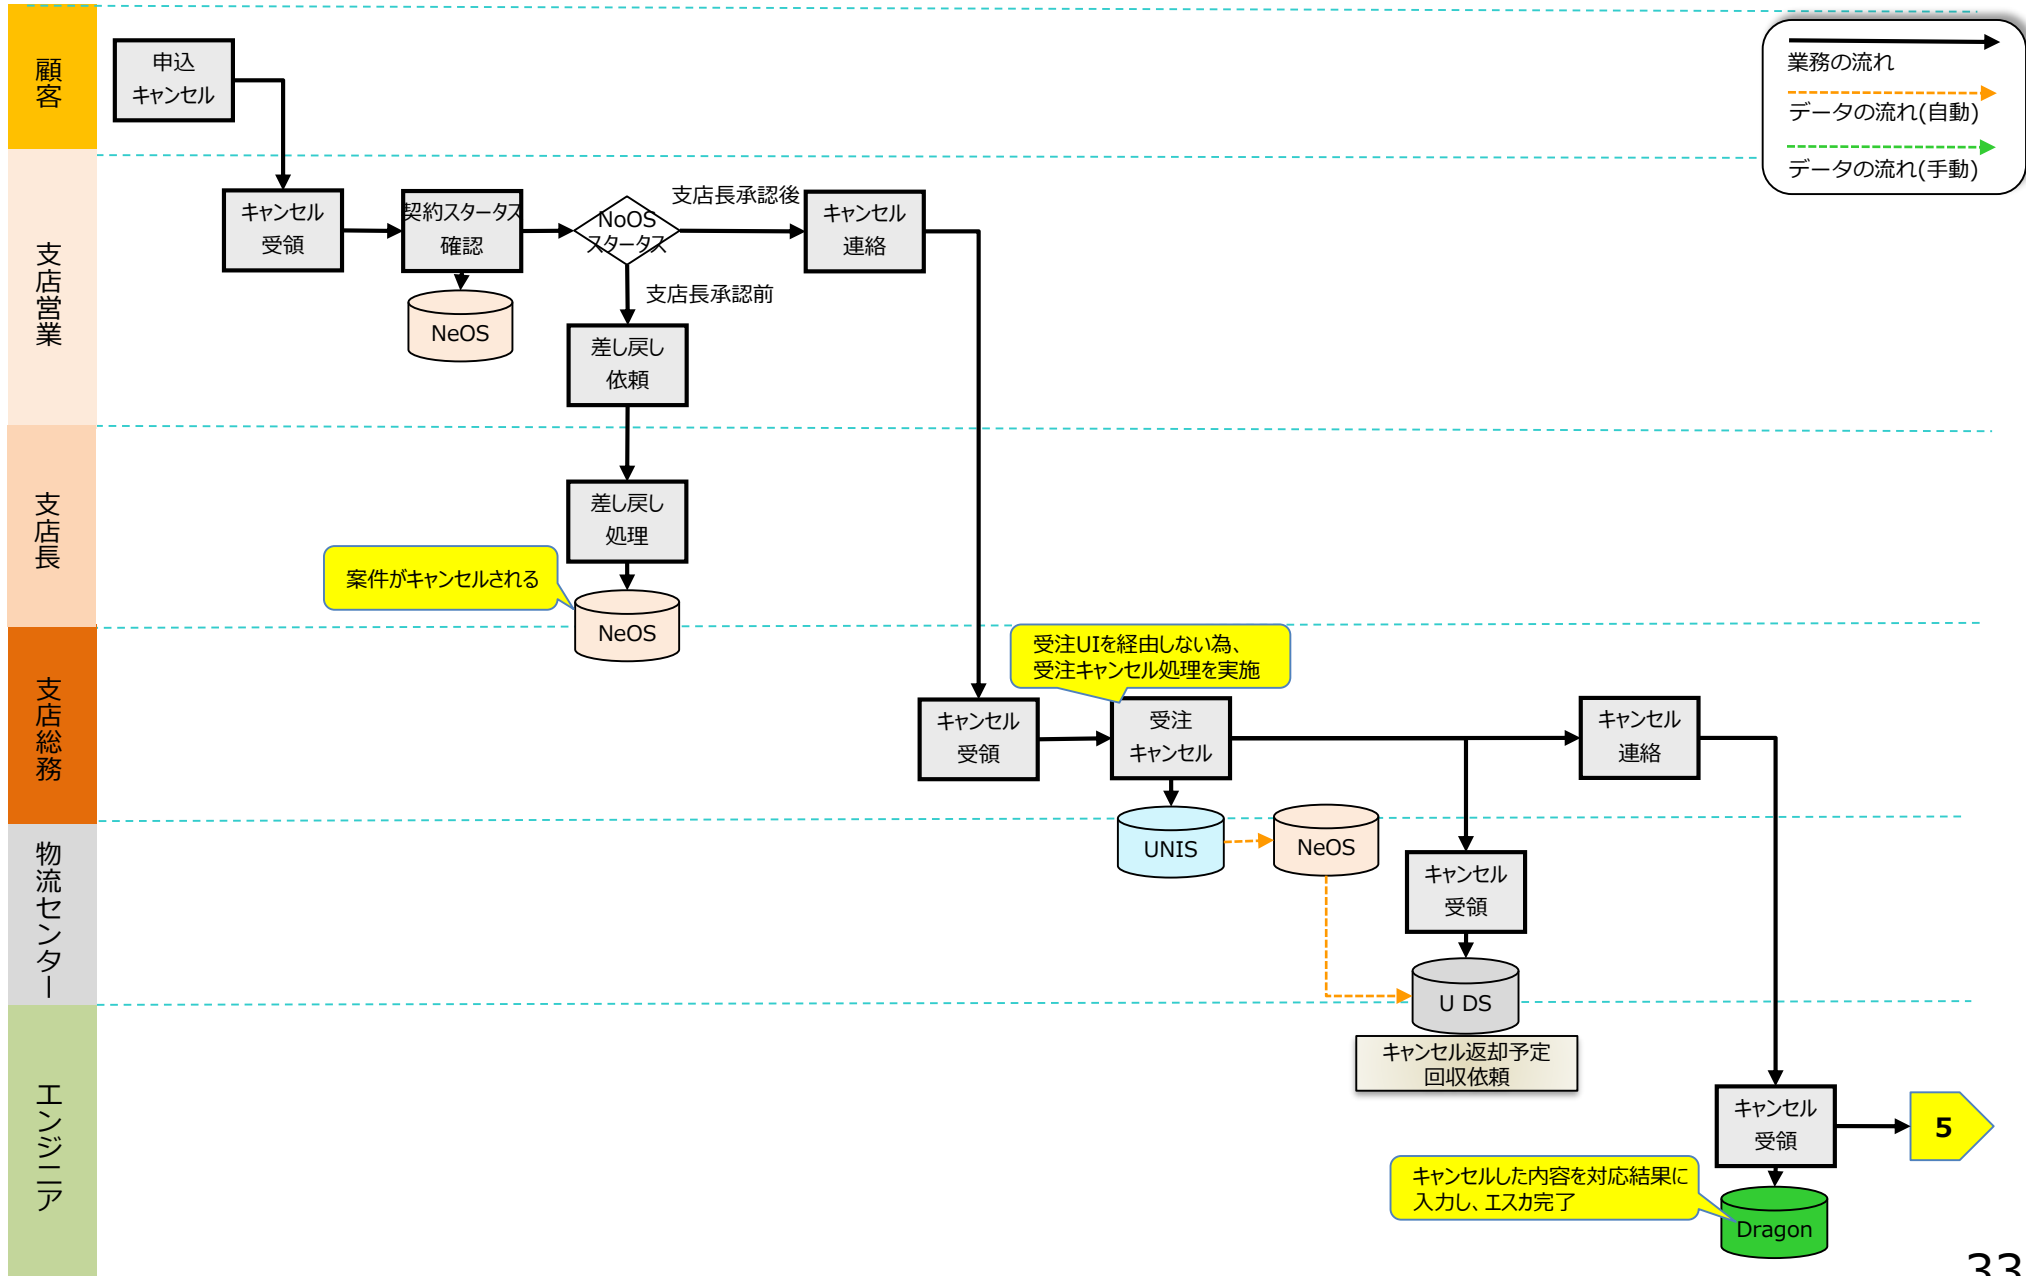 顧客
申込
キャンセル
業務の流れ
データの流れ(自動)
データの流れ(手動)
支店営業
キャンセル
受領
契約スタータス
確認
NoOS
スタータス
支店長承認後
キャンセル
連絡
支店長承認前
NeOS
差し戻し
依頼
支店長
差し戻し
処理
案件がキャンセルされる
NeOS
支店総務
受注UIを経由しない為、
受注キャンセル処理を実施
キャンセル
受領
受注
キャンセル
キャンセル
連絡
物流センター
UNIS
NeOS
キャンセル
受領
U DS
キャンセル返却予定
回収依頼
エンジニア
キャンセル
受領
5
キャンセルした内容を対応結果に
入力し、エスカ完了
Dragon
33